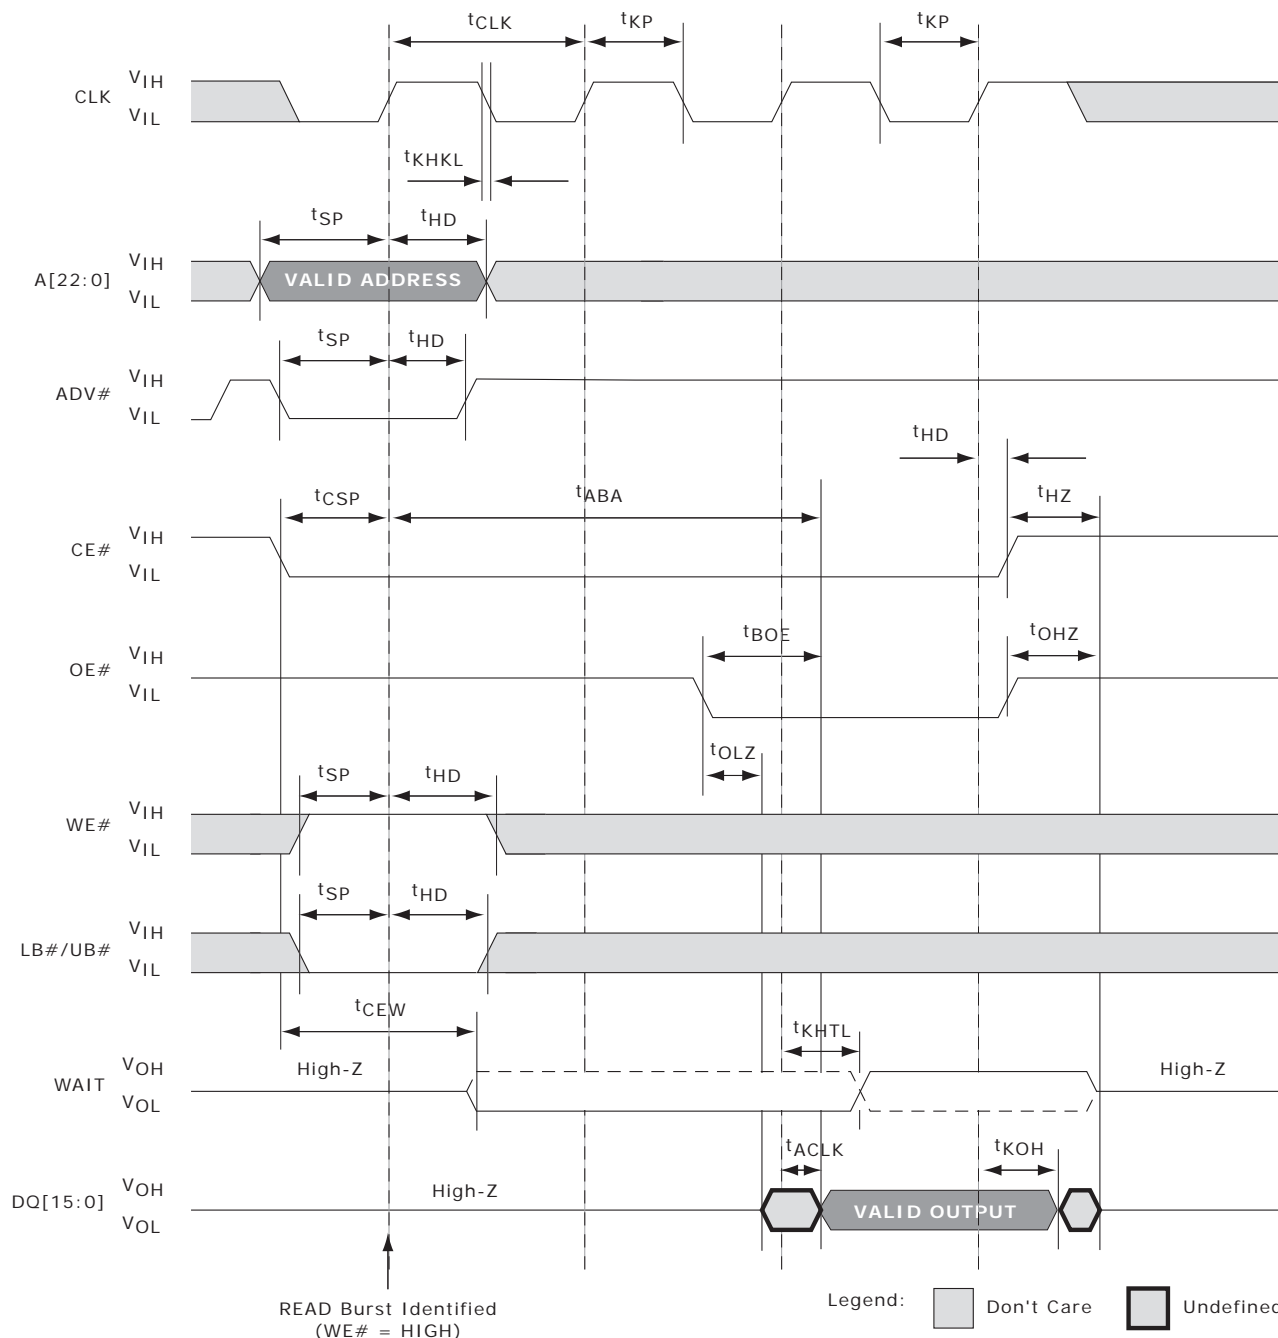 tCLK tKP tKP
CLK VIH
VIL
tKHKL
tSP tHD
A[22:0] VIH
VIL
VALID ADDRESS
tSP tHD
ADV# VIH
VIL
tHD
tCSP tABA tHZ
CE# VIH
VIL
tBOE tOHZ
OE# VIH
VIL
tOLZ
tSP tHD
WE# VIH
VIL
tSP tHD
LB#/UB# VIH
VIL
tCEW
tKHTL
WAIT VOH
VOL
High-Z High-Z
tACLK tKOH
DQ[15:0] VOH
VOL
High-Z
VALID OUTPUT
READ Burst Identified
(WE# = HIGH)
Legend: Don't Care Undefined